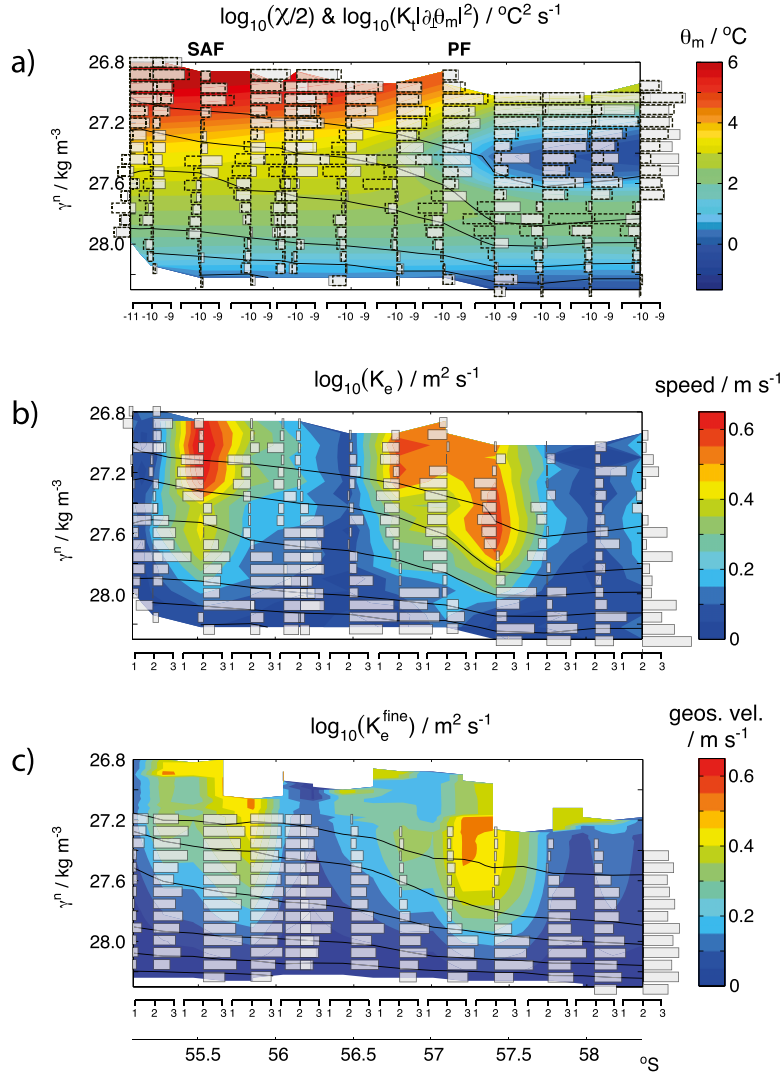 log₁₀(χ/2) & log₁₀(Kₜ|∂⊥θₘ|²) / °C² s⁻¹
SAF PF θₘ / °C
a)
26.8 27.2 27.6 28.0
γⁿ / kg m⁻³
6 4 2 0
-11 -10 -9 -10 -9 -10 -9 -10 -9 -10 -9 -10 -9 -10 -9 -10 -9 -10 -9 -10 -9 -10 -9 -10 -9
log₁₀(Kₑ) / m² s⁻¹ speed / m s⁻¹
b)
26.8 27.2 27.6 28.0
γⁿ / kg m⁻³
0.6 0.4 0.2 0
1 2 3 1 2 3 1 2 3 1 2 3 1 2 3 1 2 3 1 2 3 1 2 3 1 2 3 1 2 3 1 2 3
log₁₀(Kₑᶠⁱⁿᵉ) / m² s⁻¹ geos. vel.
/ m s⁻¹
c)
26.8 27.2 27.6 28.0
γⁿ / kg m⁻³
0.6 0.4 0.2 0
1 2 3 1 2 3 1 2 3 1 2 3 1 2 3 1 2 3 1 2 3 1 2 3 1 2 3 1 2 3 1 2 3
55.5 56 56.5 57 57.5 58 °S